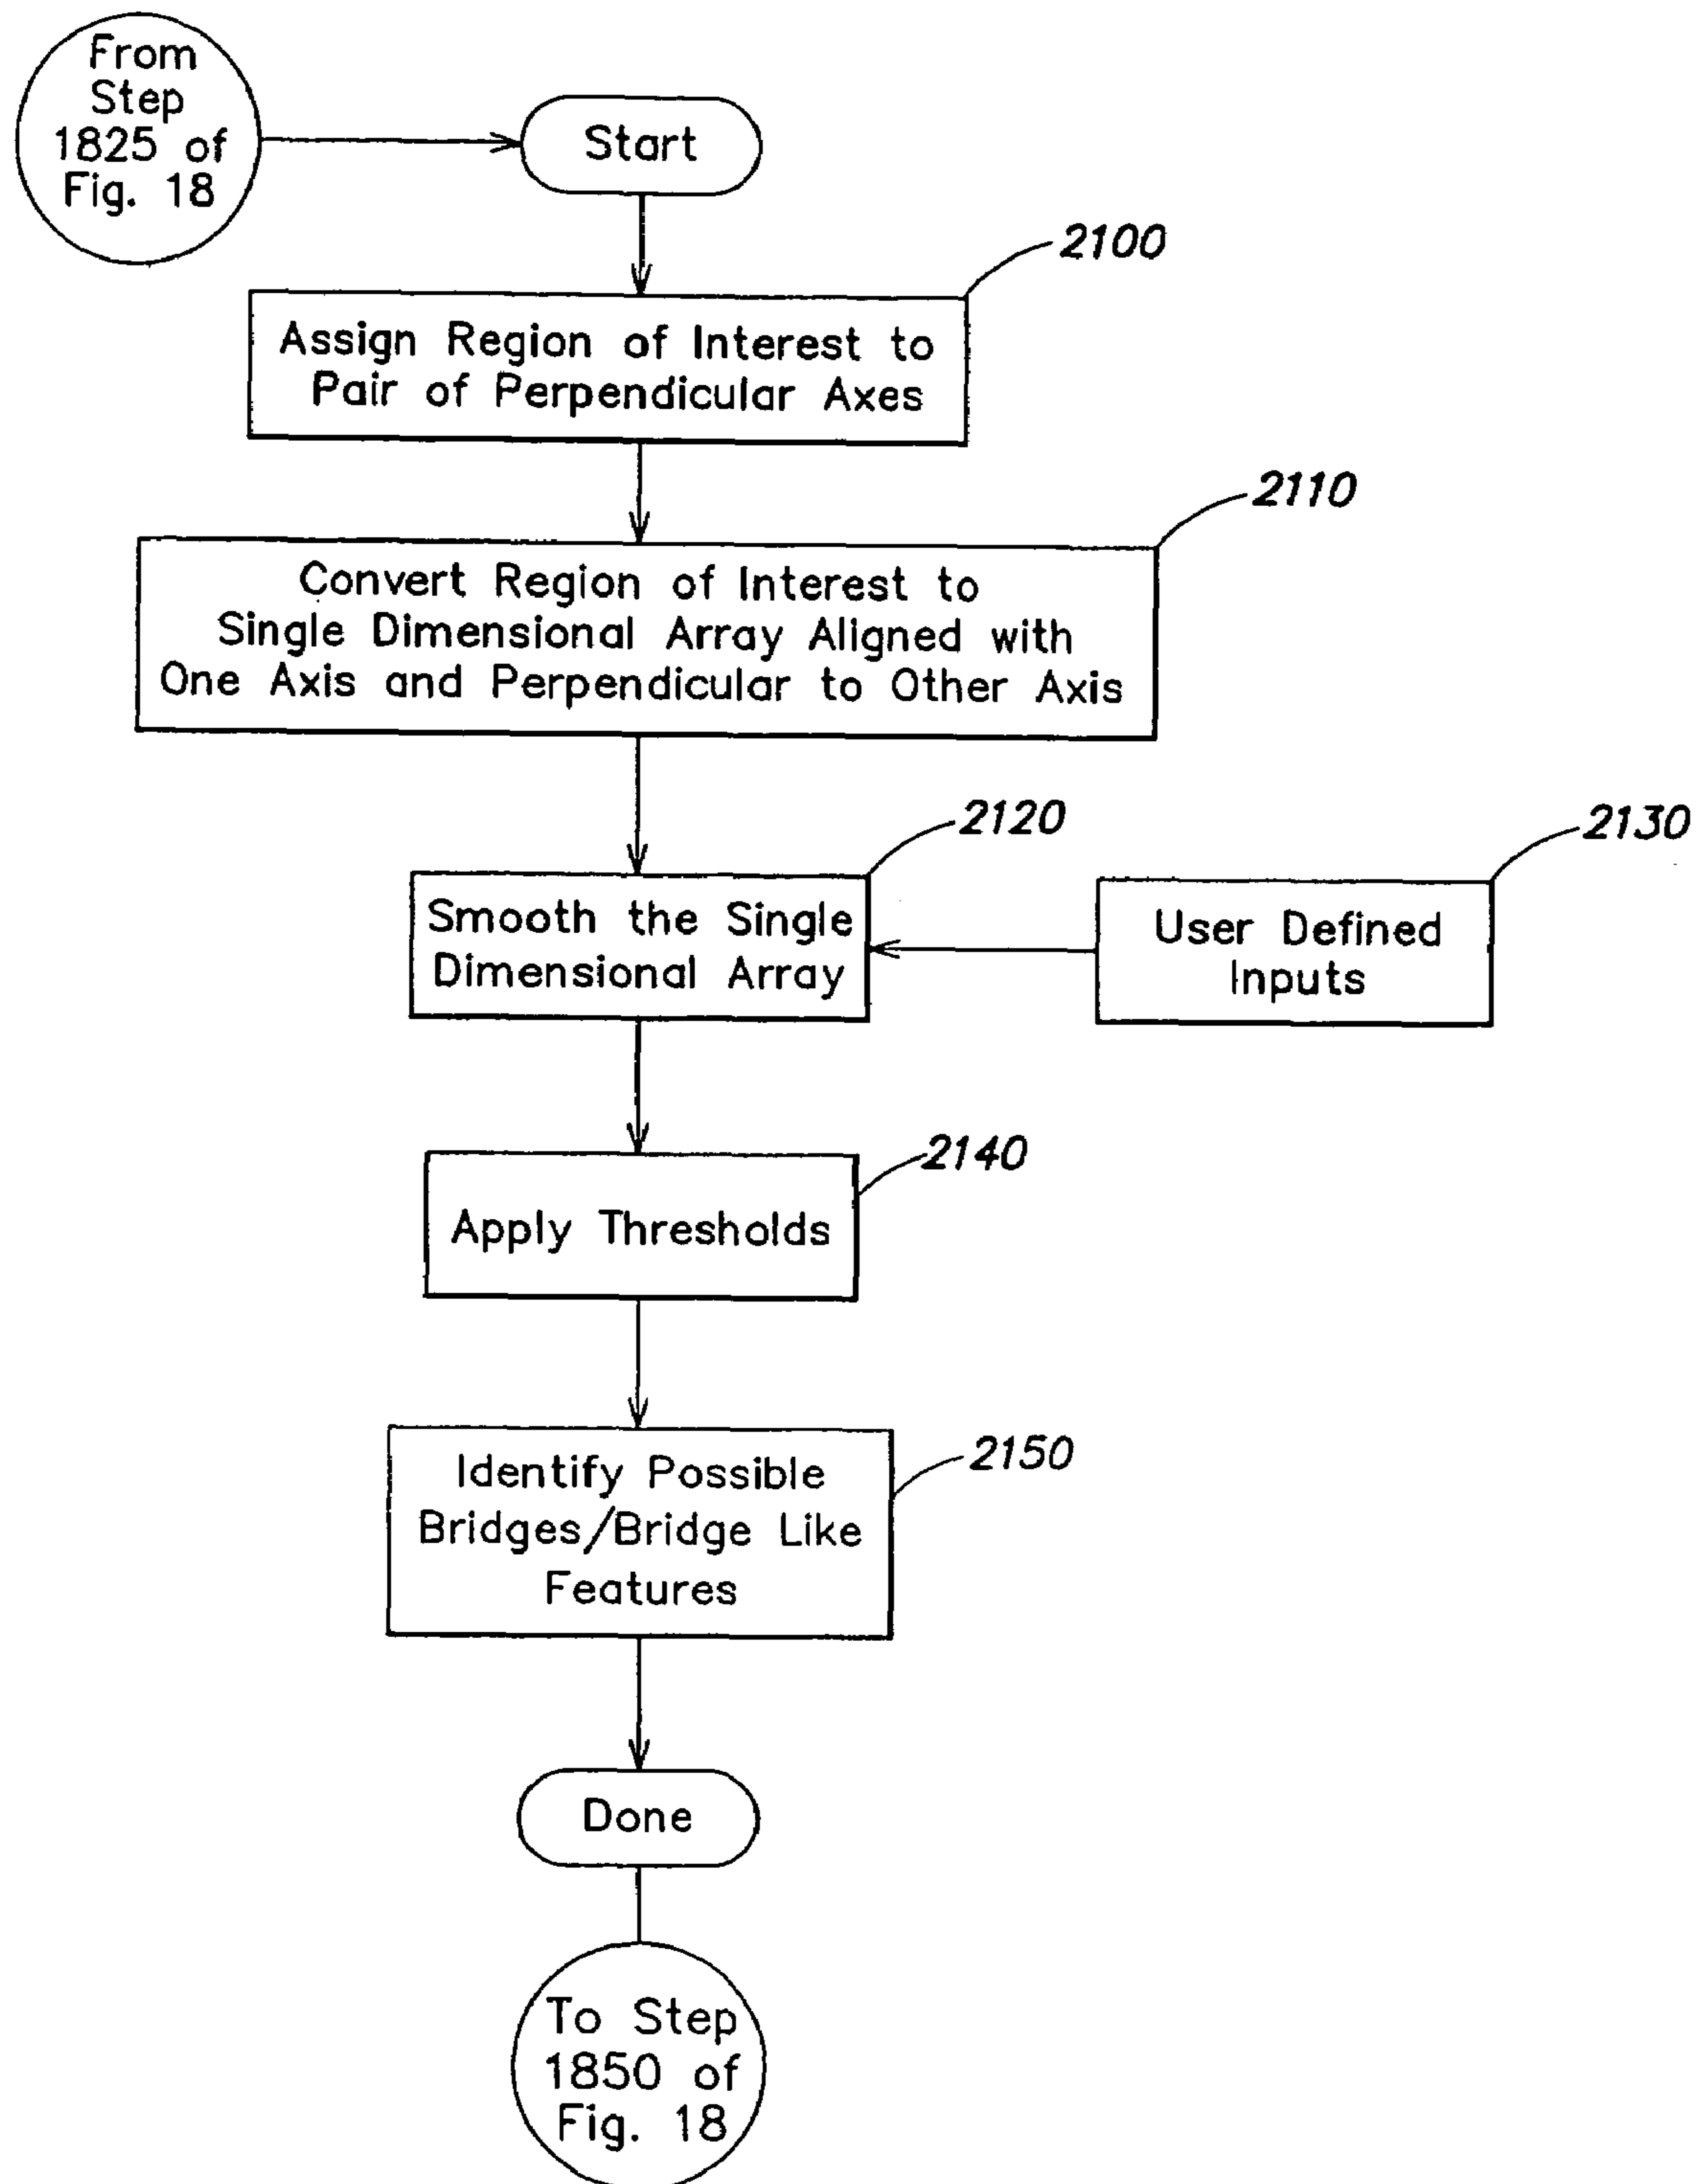 From
Step
1825 of
Fig. 18
Start
2100
Assign Region of Interest to
Pair of Perpendicular Axes
2110
Convert Region of Interest to
Single Dimensional Array Aligned with
One Axis and Perpendicular to Other Axis
2120
2130
Smooth the Single
Dimensional Array
User Defined
Inputs
2140
Apply Thresholds
2150
Identify Possible
Bridges/Bridge Like
Features
Done
To Step
1850 of
Fig. 18